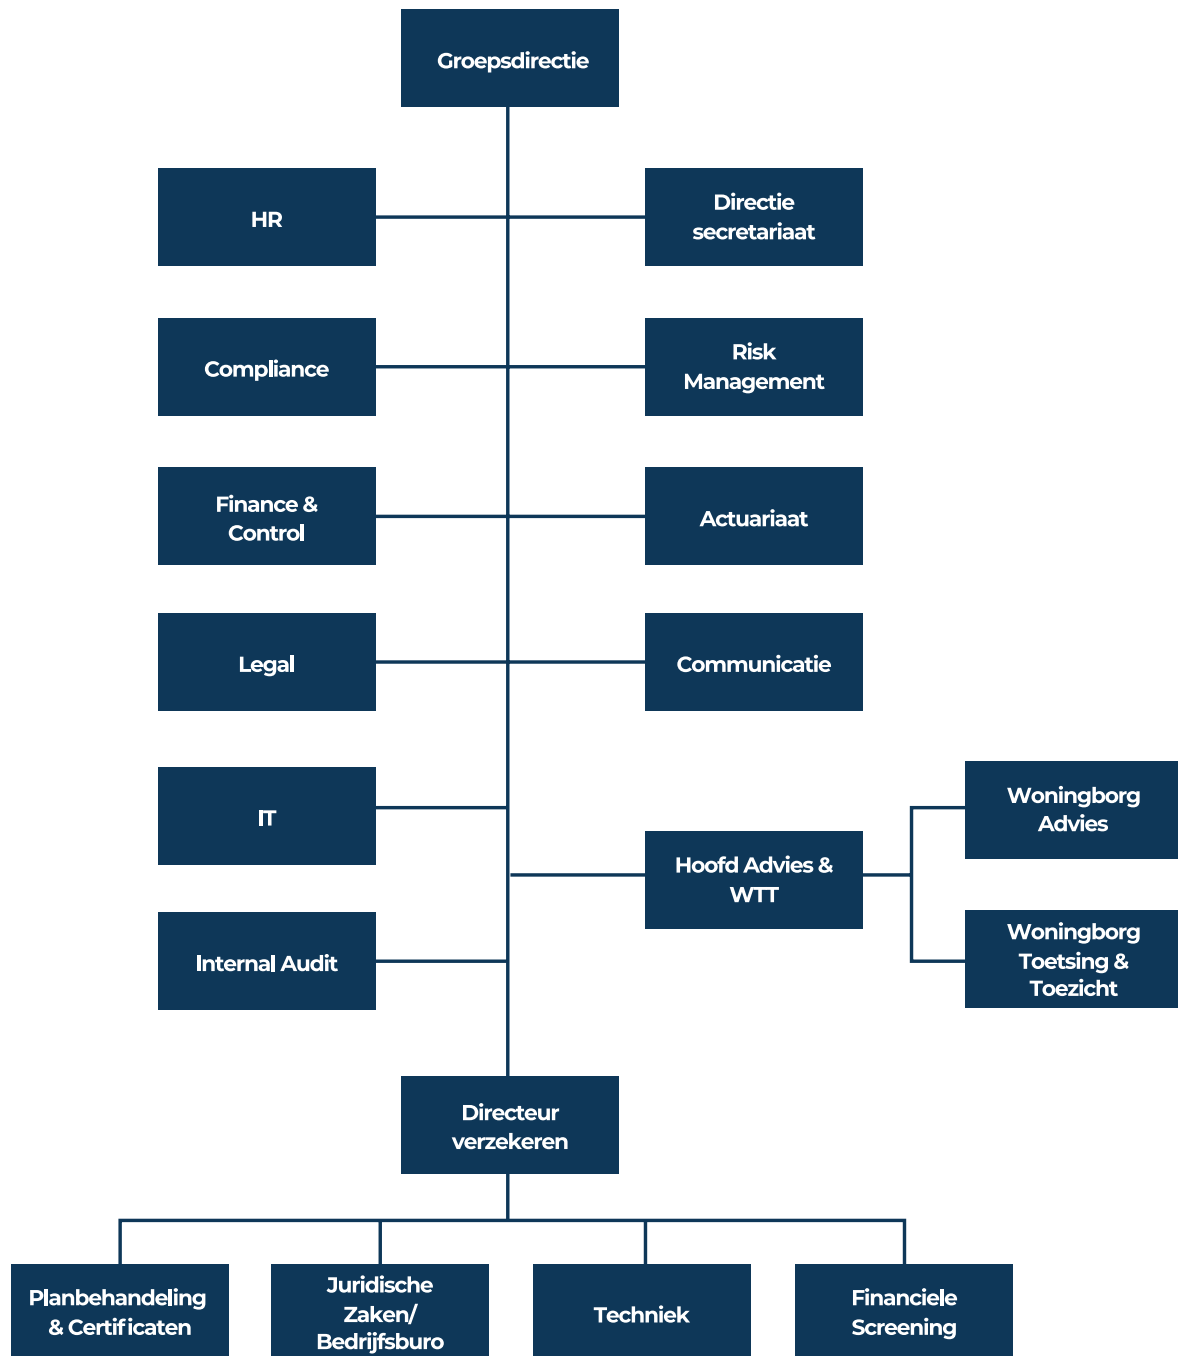 Groepsdirectie
HR
Directie
secretariaat
Compliance
Risk
Management
Finance &
Control
Actuariaat
Legal
Communicatie
IT
Hoofd Advies &
WTT
Woningborg
Advies
Internal Audit
Woningborg
Toetsing &
Toezicht
Directeur
verzekeren
Planbehandeling
& Certificaten
Juridische
Zaken/
Bedrijfsburo
Techniek
Financiele
Screening